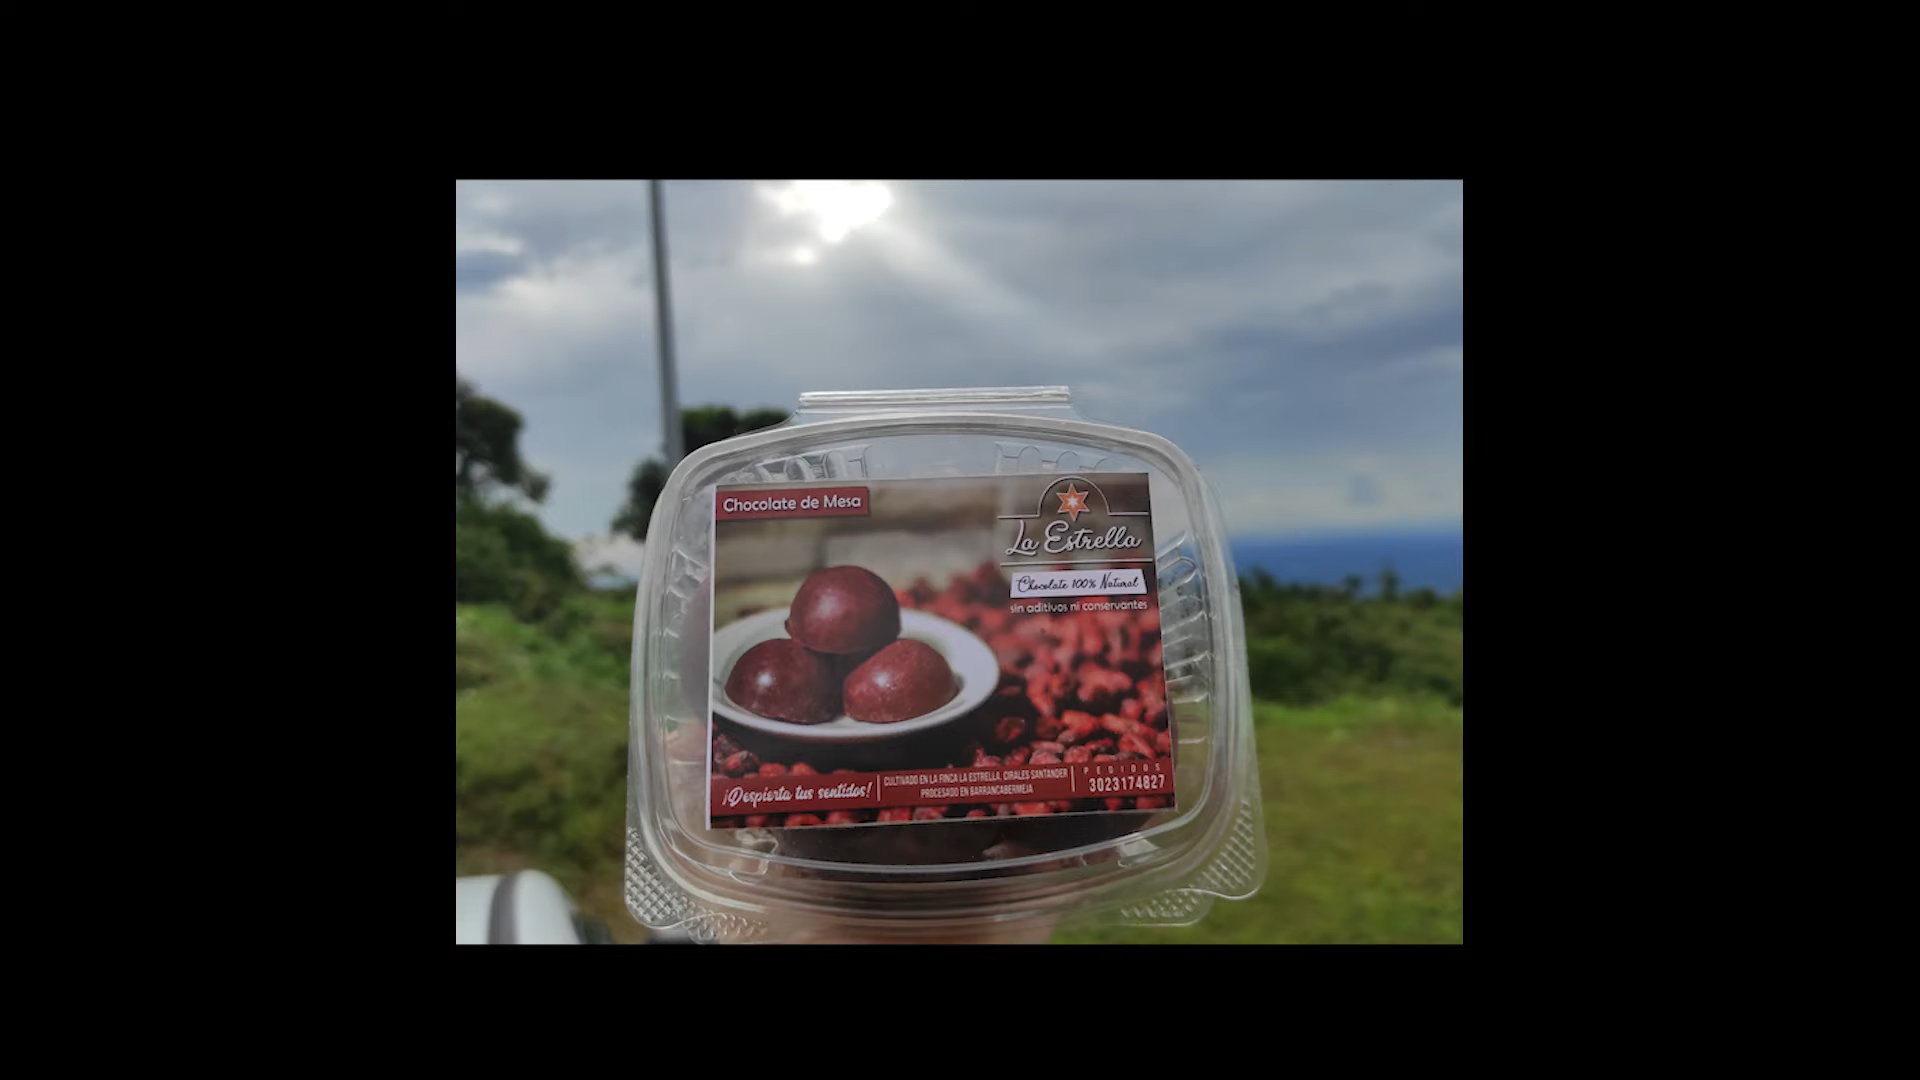 Chocolate de Mesa
La Estrella
Chocolate 100% Natural
sin aditivos ni conservantes
¡Despierta tus sentidos!
CULTIVADO EN LA FINCA LA ESTRELLA, CIRALES SANTANDER
PROCESADO EN BARRANCABERMEJA
PEDIDOS
3023174827